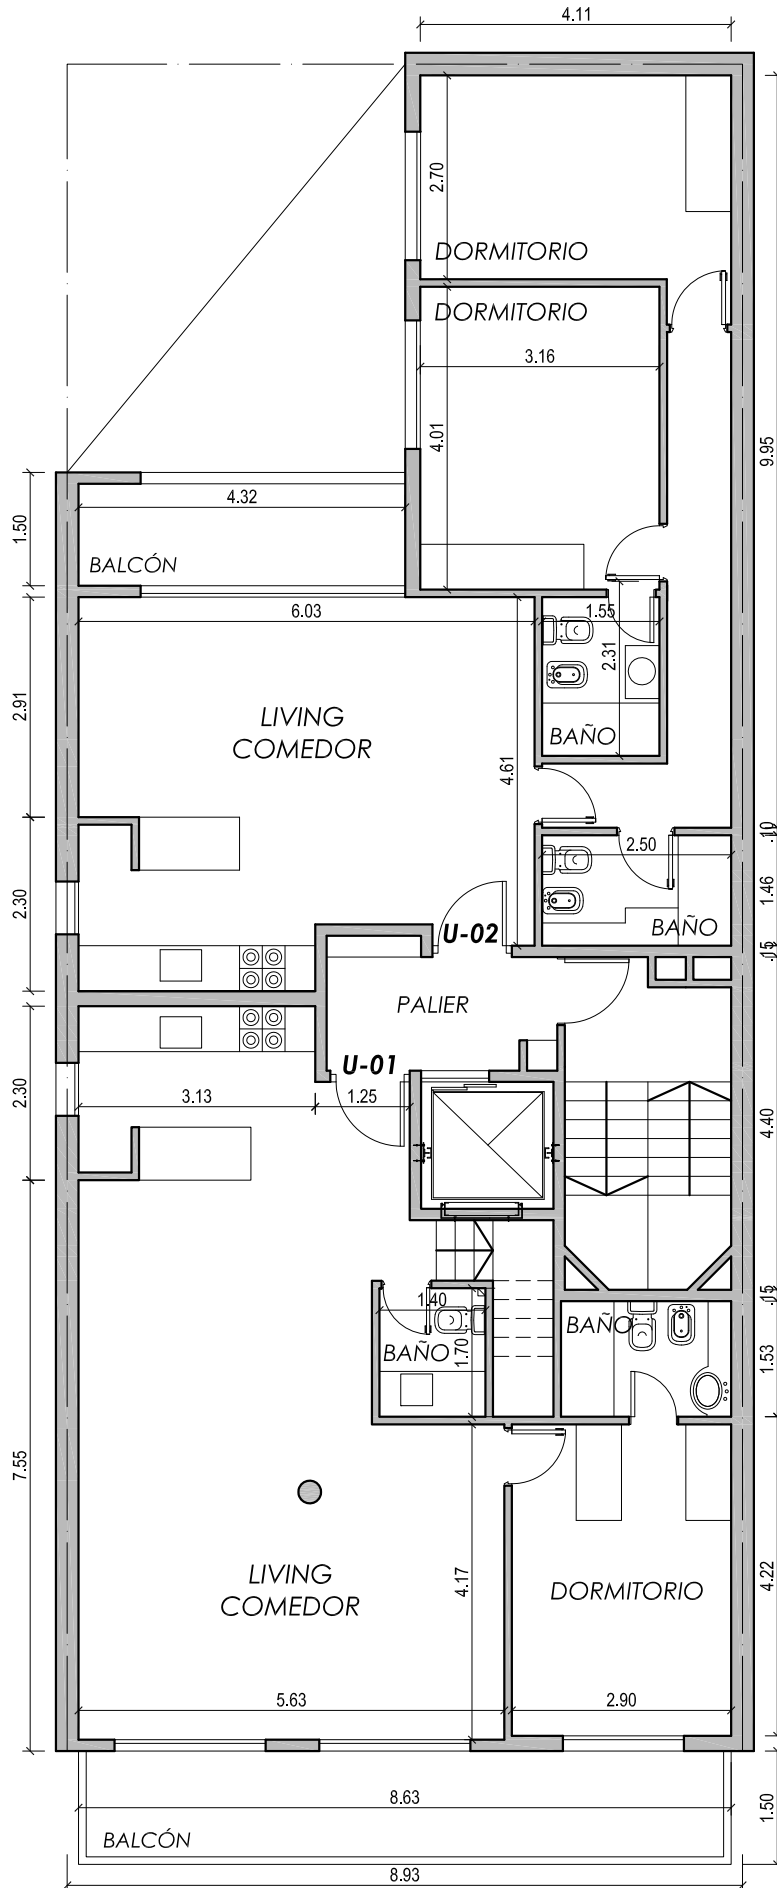 4.11
2.70
DORMITORIO
DORMITORIO
3.16
4.01
9.95
4.32
1.50
BALCÓN
6.03
1.55
2.31
2.91
LIVING
COMEDOR
BAÑO
4.61
.10
2.50
1.46
2.30
BAÑO
U-02
.15
PALIER
U-01
2.30
3.13
1.25
4.40
1.40
.15
BAÑO
BAÑO
1.70
1.53
7.55
LIVING
COMEDOR
4.17
DORMITORIO
4.22
5.63
2.90
8.63
1.50
BALCÓN
8.93